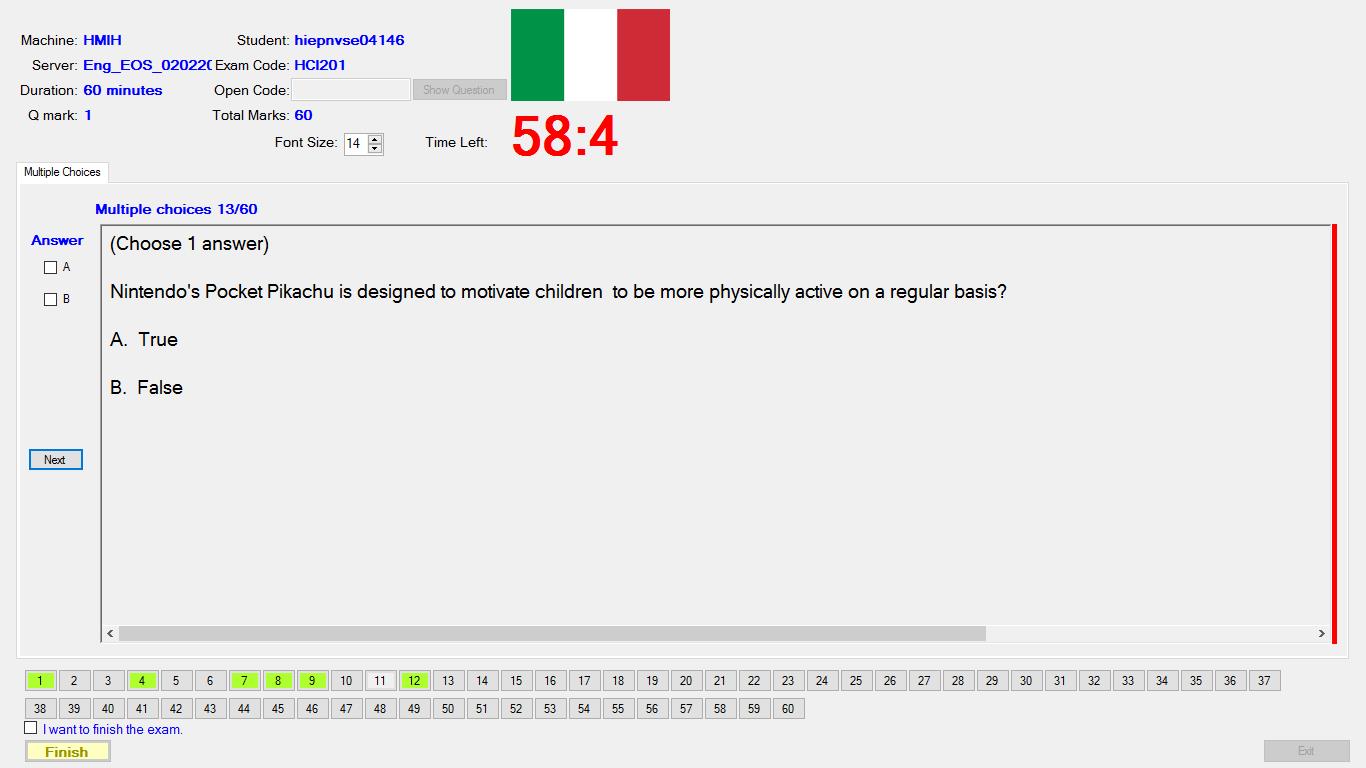 Machine: HMIH Student: hiepnvse04146
Server: Eng_EOS_02022 Exam Code: HCI201
Duration: 60 minutes Open Code: Show Question
Q mark: 1 Total Marks: 60
Font Size: 14 Time Left: 58:4
Multiple Choices
Multiple choices 13/60
Answer
A
B
(Choose 1 answer)
Nintendo's Pocket Pikachu is designed to motivate children to be more physically active on a regular basis?
A. True
B. False
Next
1 2 3 4 5 6 7 8 9 10 11 12 13 14 15 16 17 18 19 20 21 22 23 24 25 26 27 28 29 30 31 32 33 34 35 36 37
38 39 40 41 42 43 44 45 46 47 48 49 50 51 52 53 54 55 56 57 58 59 60
I want to finish the exam.
Finish Exit